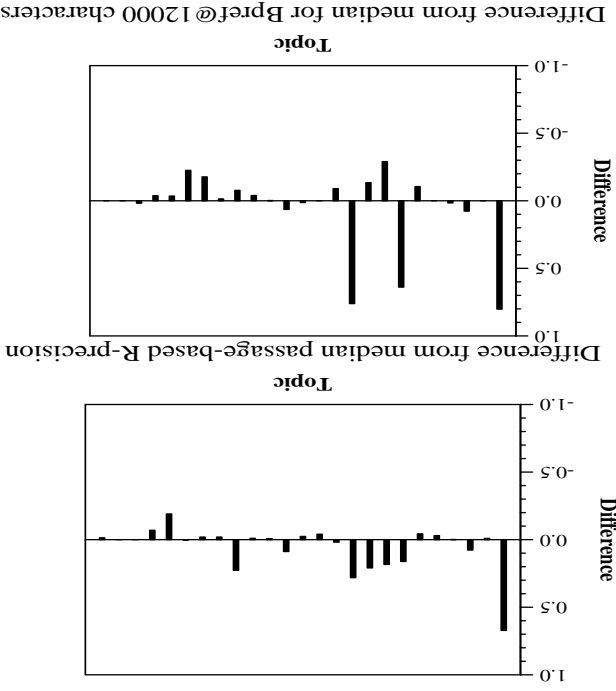 1.0
0.5
Difference
0.0
-0.5
-1.0
Topic
Difference from median passage-based R-precision
1.0
0.5
Difference
0.0
-0.5
-1.0
Topic
Difference from median for Bpref@12000 characters